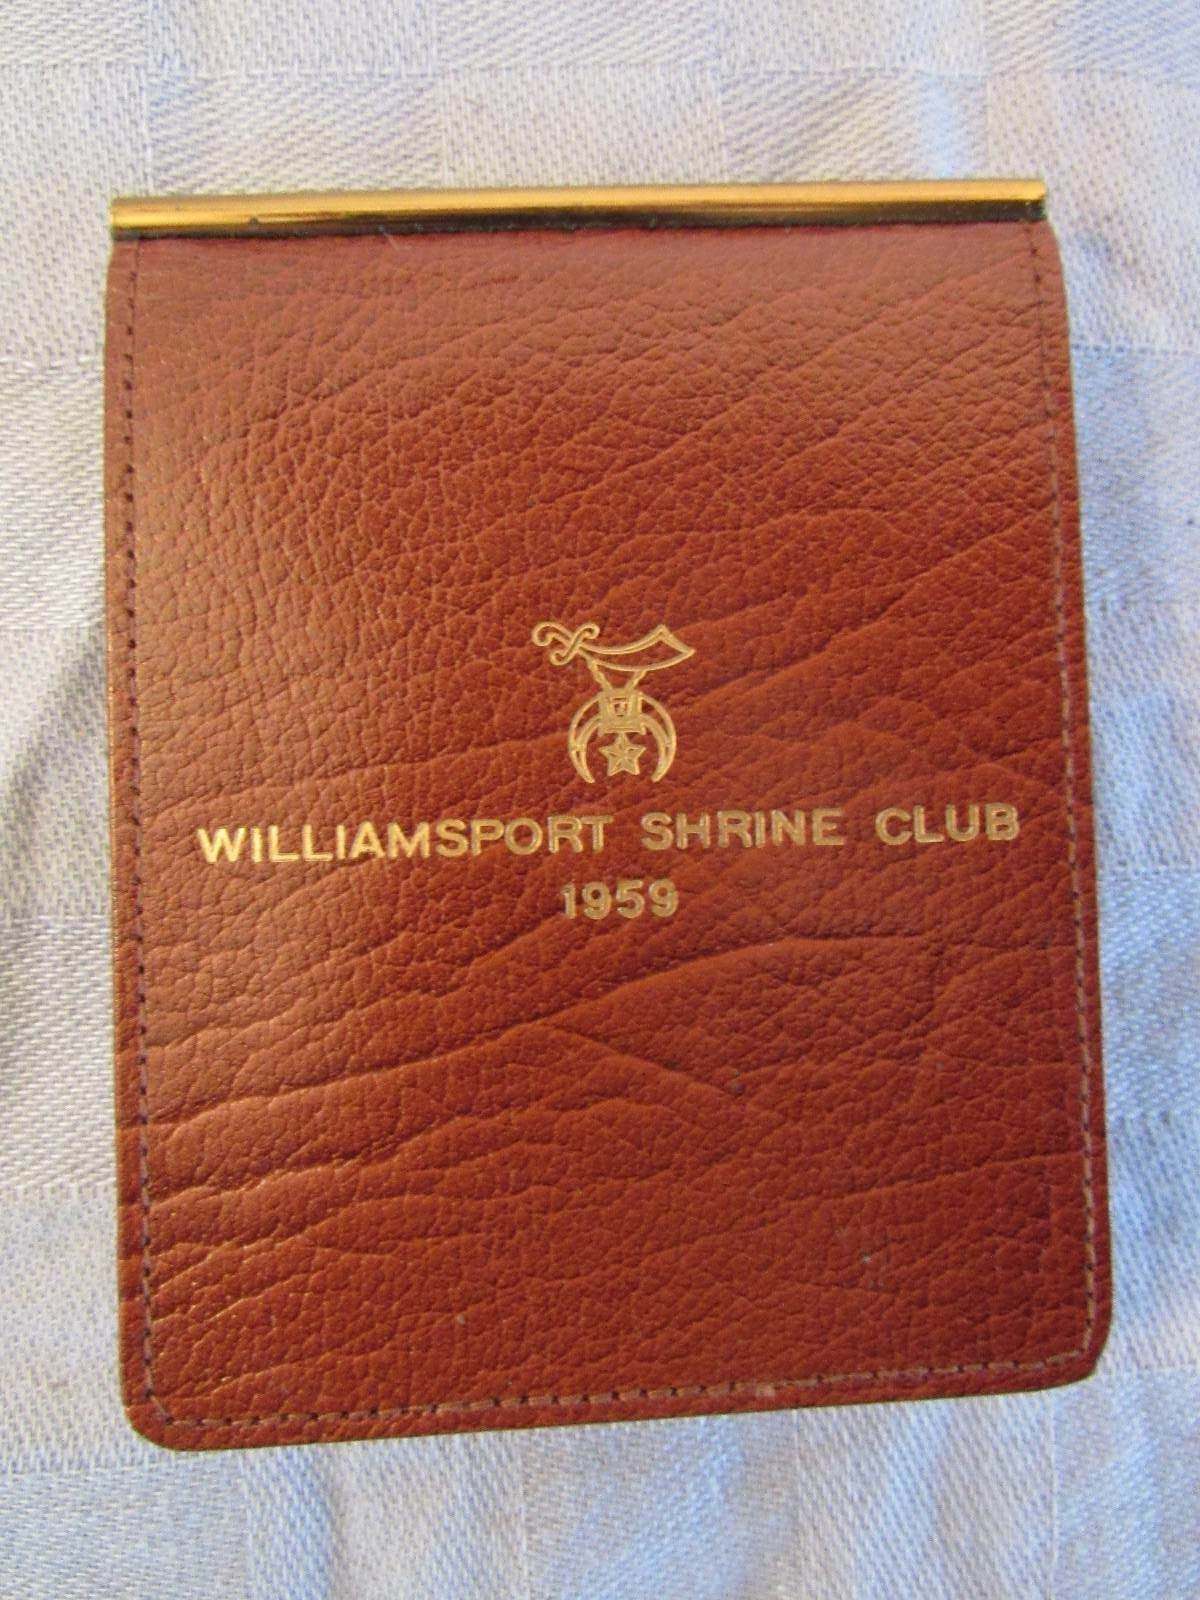 WILLIAMSPORT SHRINE CLUB
1959